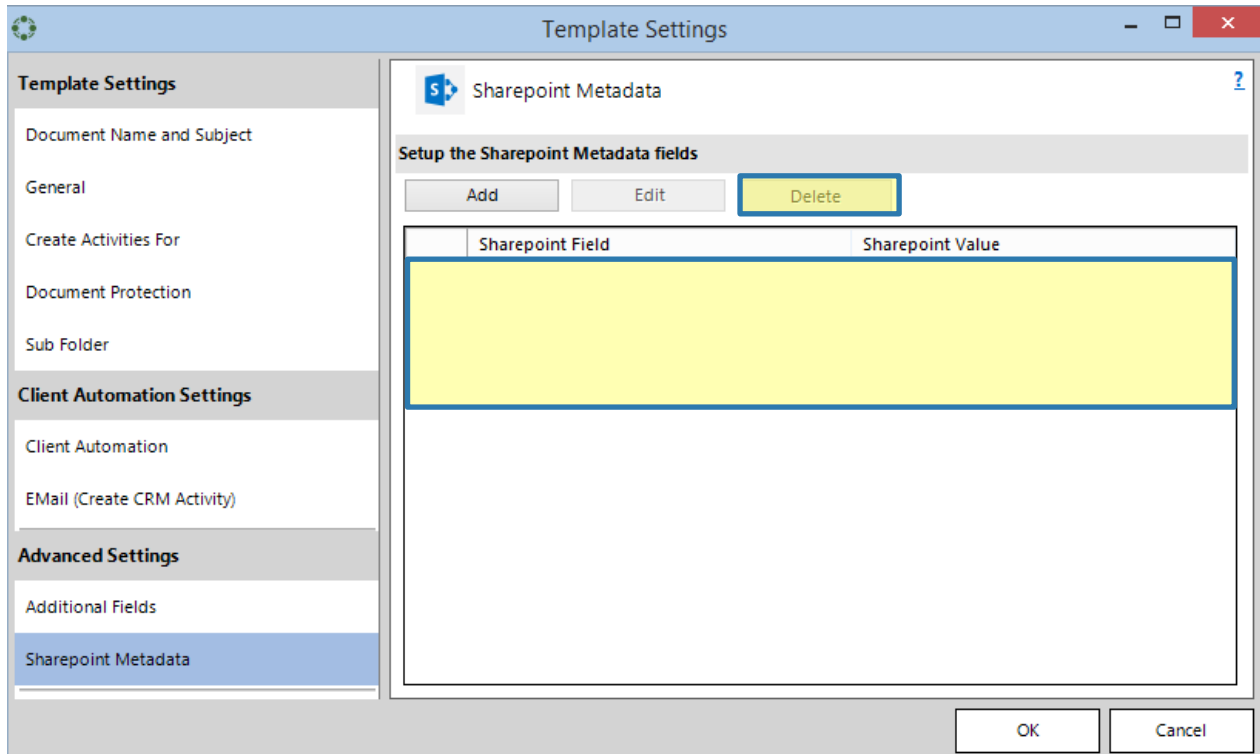 Template Settings
Template Settings
Document Name and Subject
General
Create Activities For
Document Protection
Sub Folder
Client Automation Settings
Client Automation
EMail (Create CRM Activity)
Advanced Settings
Additional Fields
Sharepoint Metadata
S Sharepoint Metadata ?
Setup the Sharepoint Metadata fields
Add Edit Delete
Sharepoint Field Sharepoint Value
OK Cancel